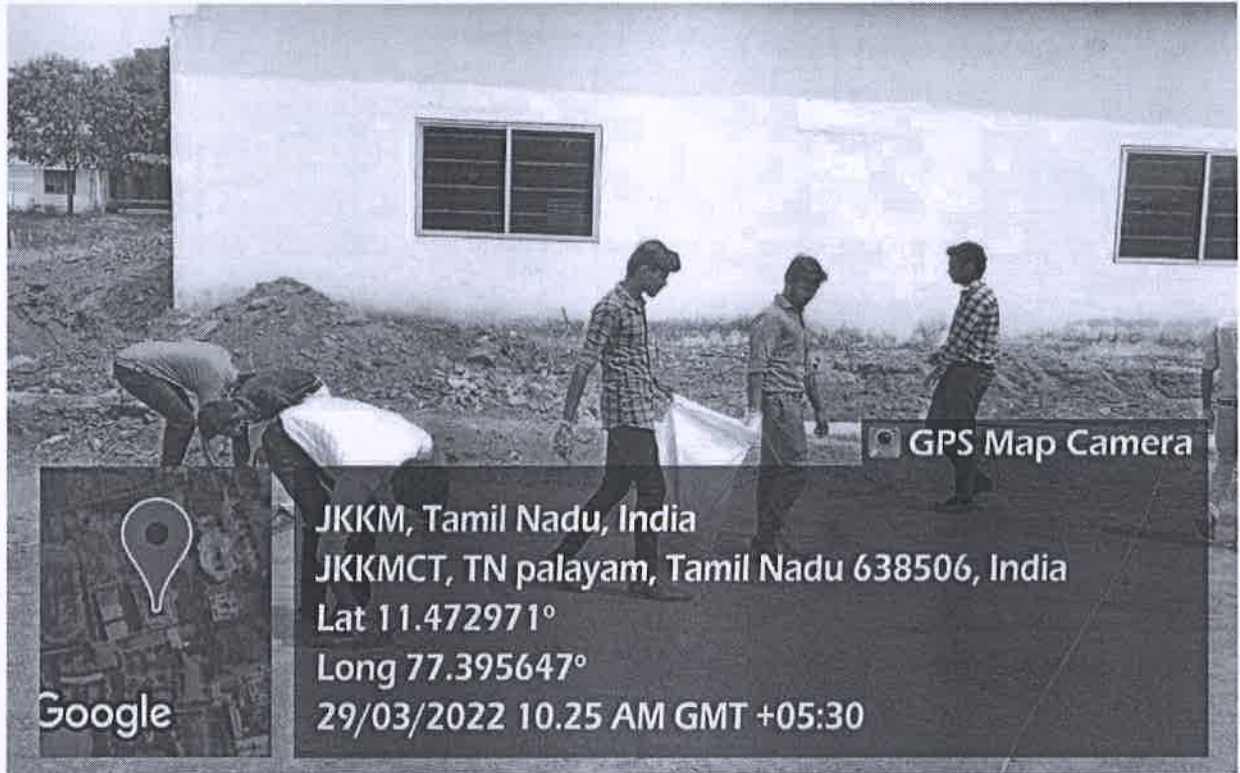 GPS Map Camera
JKKM, Tamil Nadu, India
JKKMCT, TN palayam, Tamil Nadu 638506, India
Lat 11.472971°
Long 77.395647°
29/03/2022 10.25 AM GMT +05:30
Google